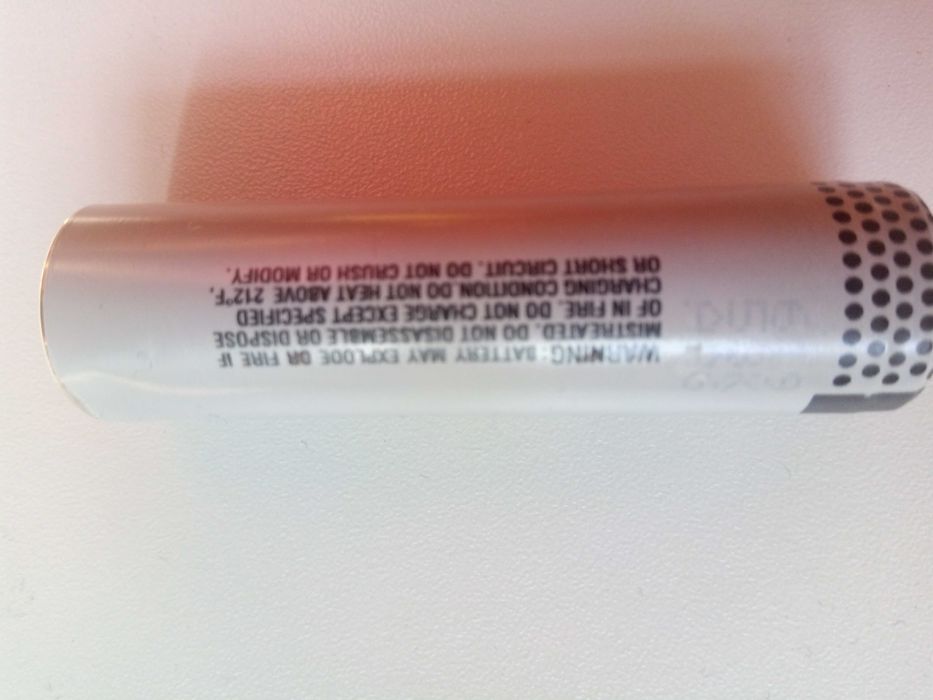 WARNING: BATTERY MAY EXPLODE OR FIRE IF
MISTREATED. DO NOT DISASSEMBLE OR DISPOSE
OF IN FIRE. DO NOT CHARGE EXCEPT SPECIFIED
CHARGING CONDITION. DO NOT HEAT ABOVE 212°F,
OR SHORT CIRCUIT. DO NOT CRUSH OR MODIFY.